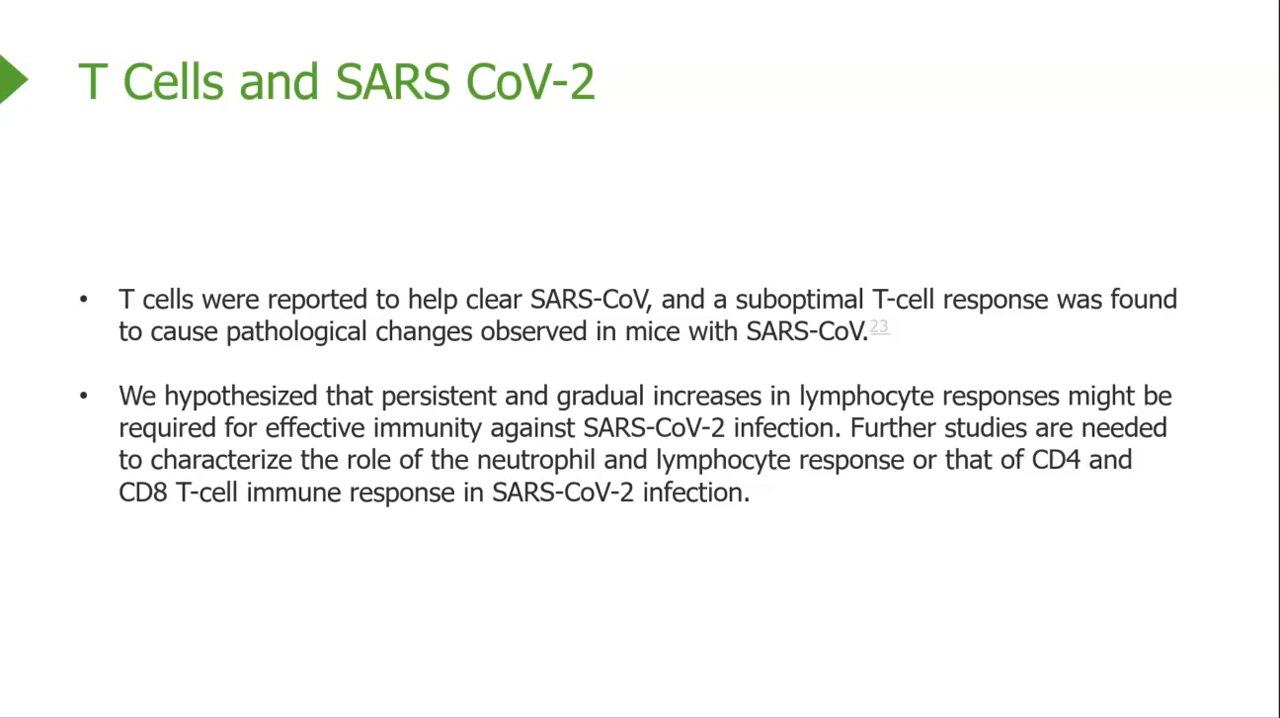 T Cells and SARS CoV-2
• T cells were reported to help clear SARS-CoV, and a suboptimal T-cell response was found
to cause pathological changes observed in mice with SARS-CoV.23
• We hypothesized that persistent and gradual increases in lymphocyte responses might be
required for effective immunity against SARS-CoV-2 infection. Further studies are needed
to characterize the role of the neutrophil and lymphocyte response or that of CD4 and
CD8 T-cell immune response in SARS-CoV-2 infection.